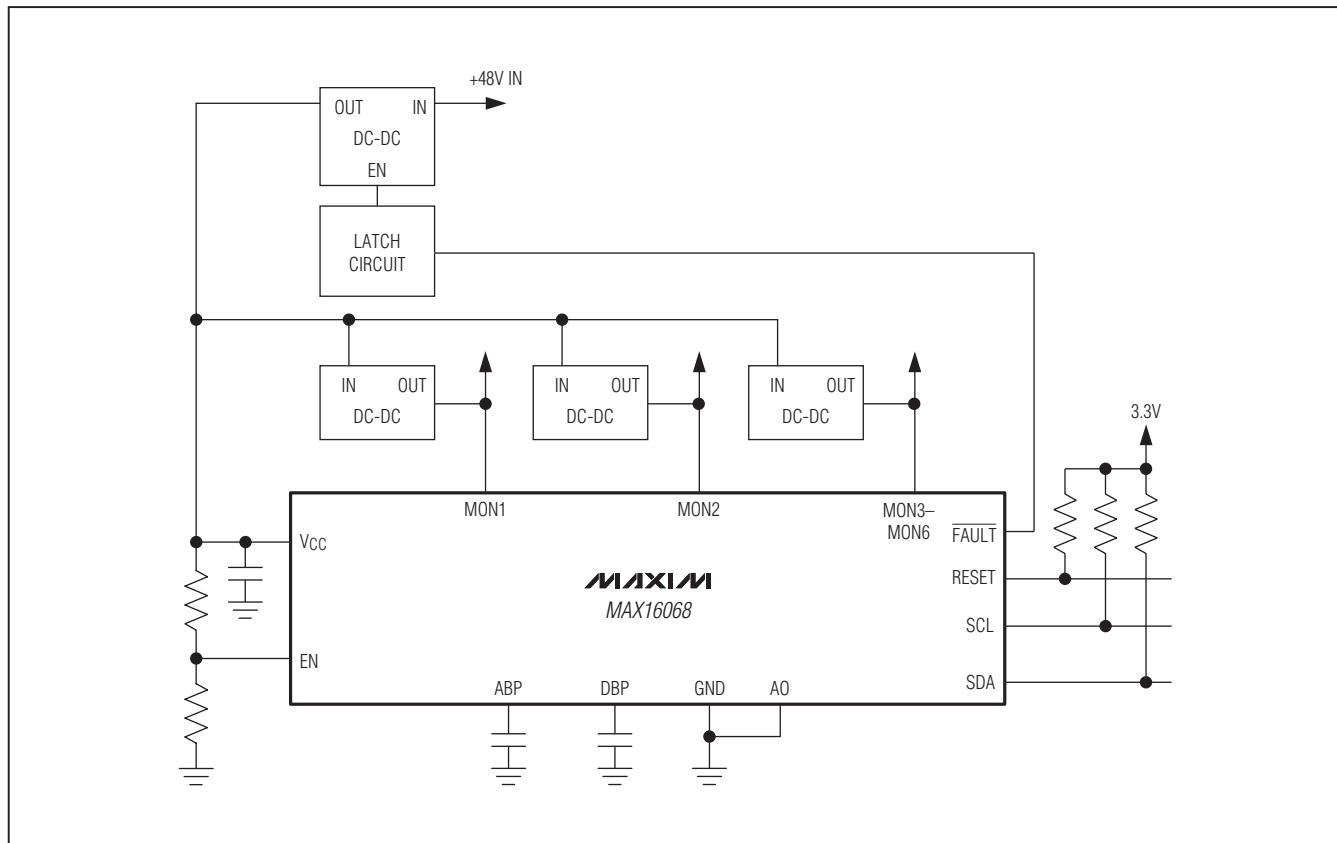 +48V IN
OUT IN
DC-DC
EN
LATCH
CIRCUIT
IN OUT
DC-DC
IN OUT
DC-DC
IN OUT
DC-DC
3.3V
MON1
MON2
MON3–
MON6
FAULT
VCC
RESET
MAXIM
MAX16068
SCL
EN
SDA
ABP
DBP
GND
A0